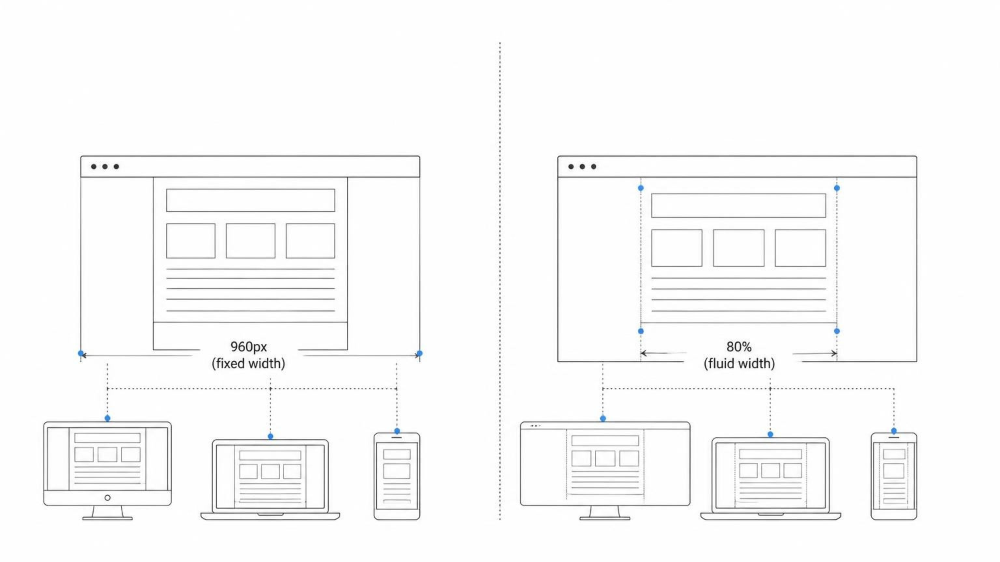 960px
(fixed width)
80%
(fluid width)